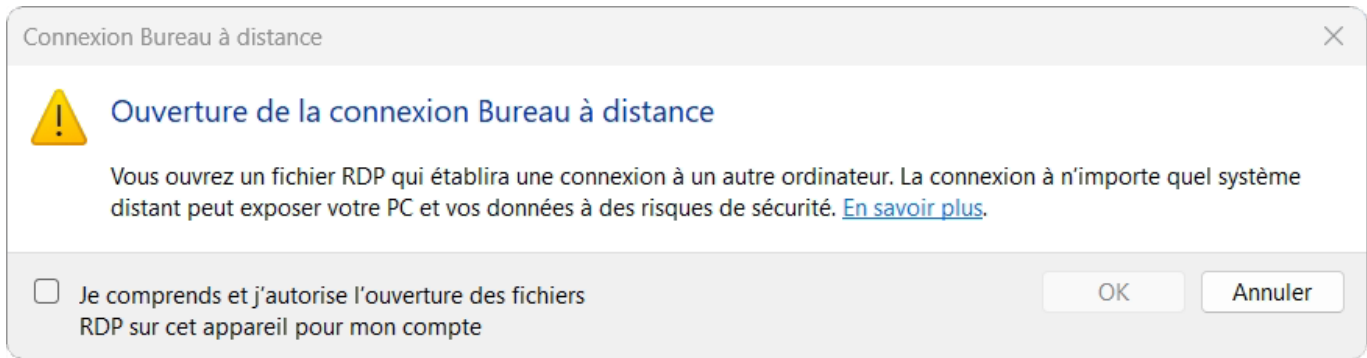 Connexion Bureau à distance
Ouverture de la connexion Bureau à distance
Vous ouvrez un fichier RDP qui établira une connexion à un autre ordinateur. La connexion à n’importe quel système
distant peut exposer votre PC et vos données à des risques de sécurité. En savoir plus.
Je comprends et j’autorise l’ouverture des fichiers
RDP sur cet appareil pour mon compte
OK
Annuler